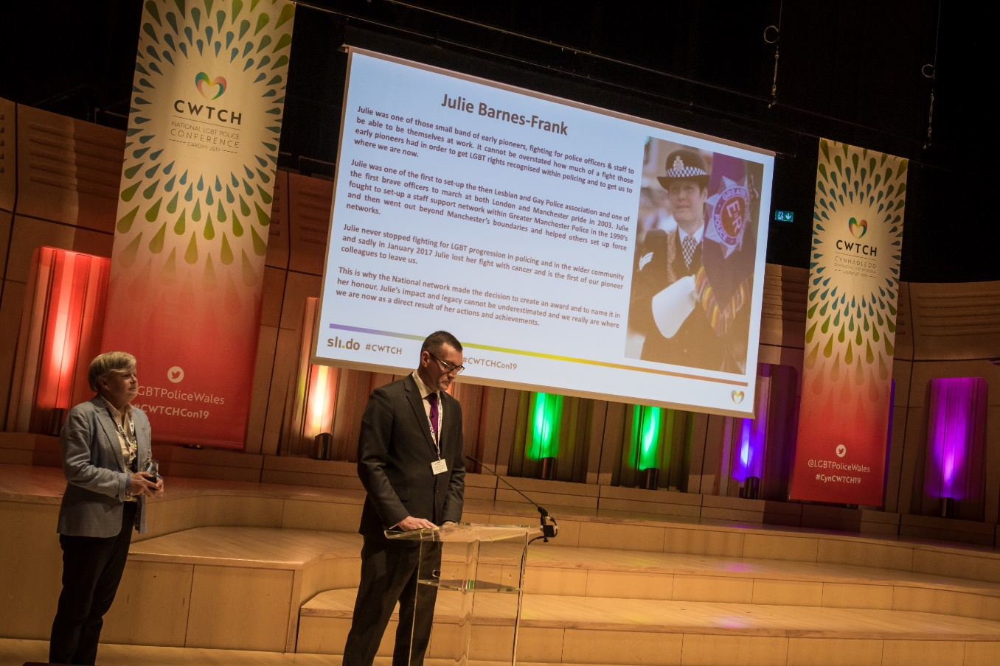 CWTCH
NATIONAL LGBT POLICE
CONFERENCE
CARDIFF 2019
GBTPoliceWales
#CWTCHCon19
Julie Barnes-Frank
Julie was one of those small band of early pioneers, fighting for police officers & staff to
be able to be themselves at work. It cannot be overstated how much of a fight those
early pioneers had in order to get LGBT rights recognised within policing and to get us to
where we are now.
Julie was one of the first to set-up the then Lesbian and Gay Police association and one of
the first brave officers to march at both London and Manchester pride in 2003. Julie
fought to set-up a staff support network within Greater Manchester Police in the 1990's
and then went out beyond Manchester's boundaries and helped others set up force
networks.
Julie never stopped fighting for LGBT progression in policing and in the wider community
and sadly in January 2017 Julie lost her fight with cancer and is the first of our pioneer
colleagues to leave us.
This is why the National network made the decision to create an award and to name it in
her honour. Julie's impact and legacy cannot be underestimated and we really are where
we are now as a direct result of her actions and achievements.
sli.do #CWTCH
#CWTCHCon19
E R
CWTCH
CYNHADLEDD
@LGBTPoliceWales
#CynCWTCH19